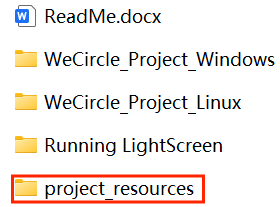 ReadMe.docx
WeCircle_Project_Windows
WeCircle_Project_Linux
Running LightScreen
project_resources